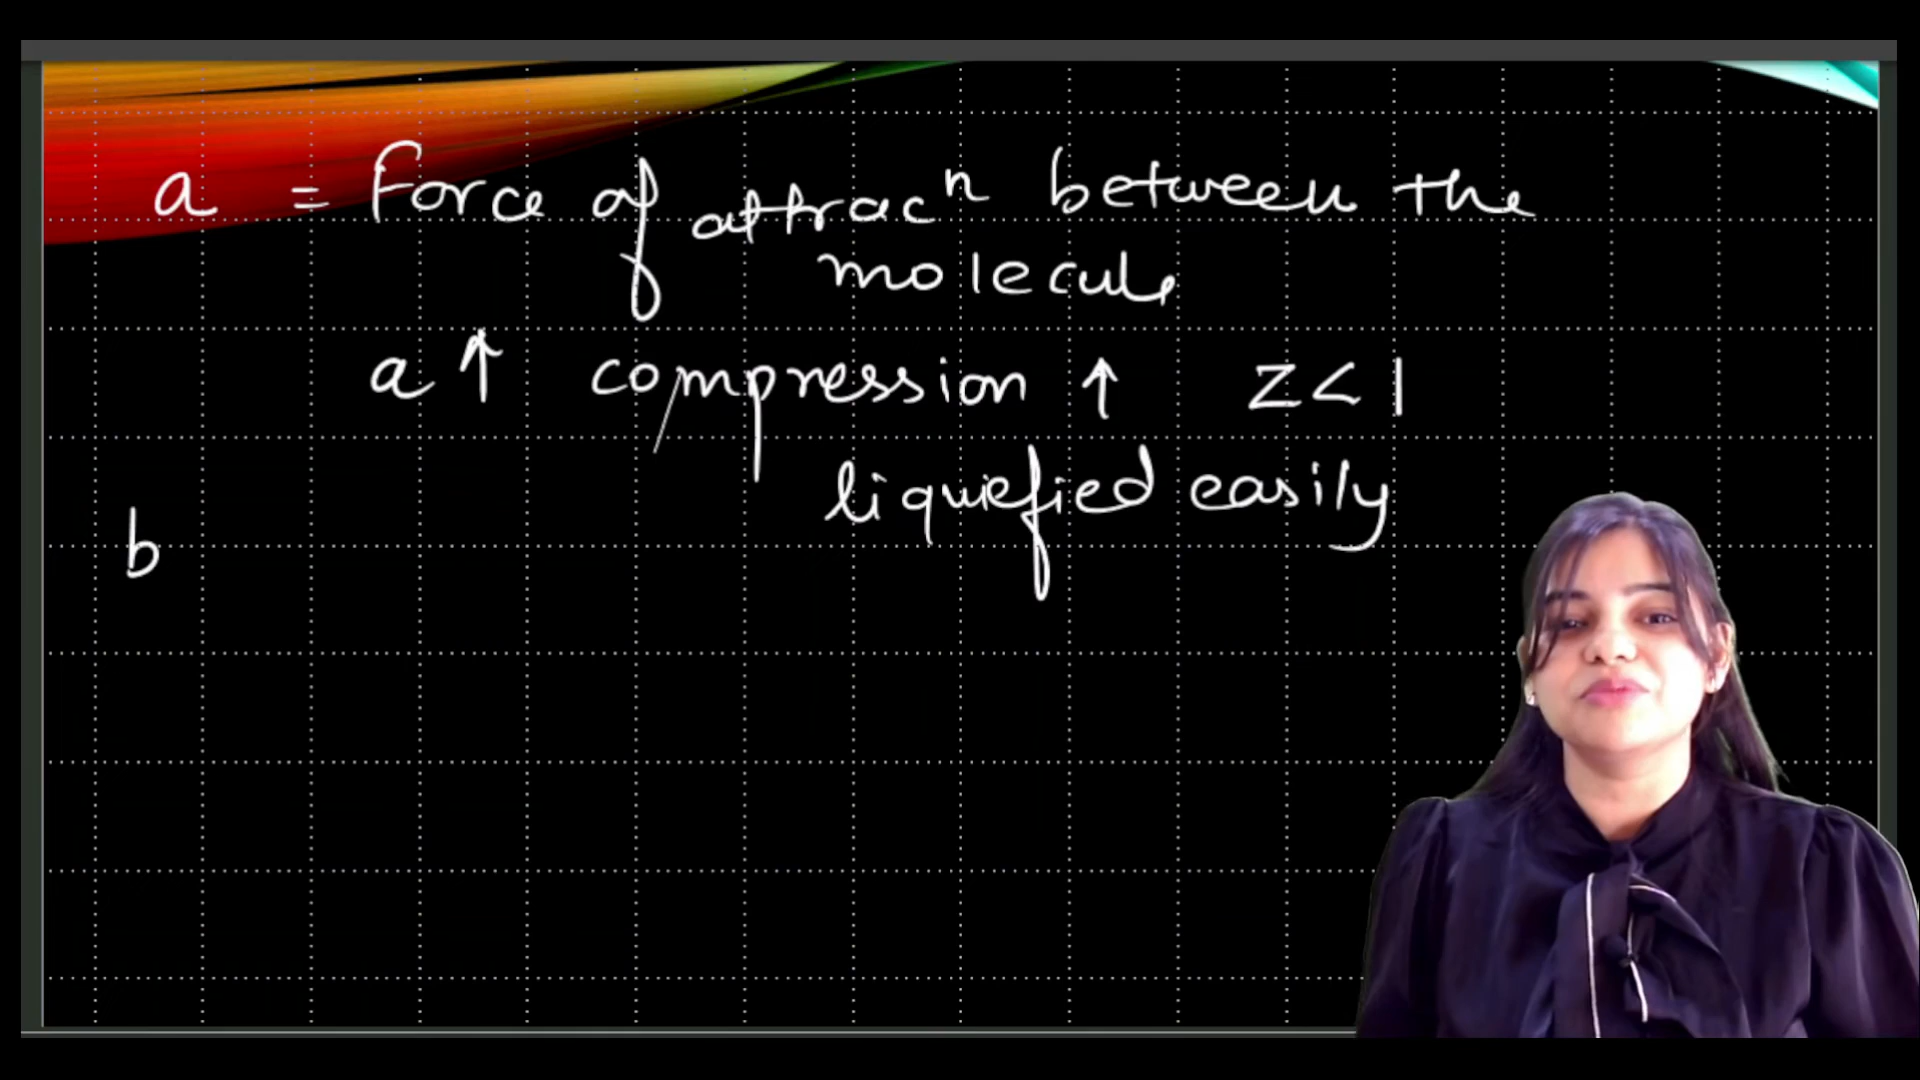 a = Force of attracⁿ between the
molecule
a ↑ compression ↑ Z < 1
liquefied easily
b